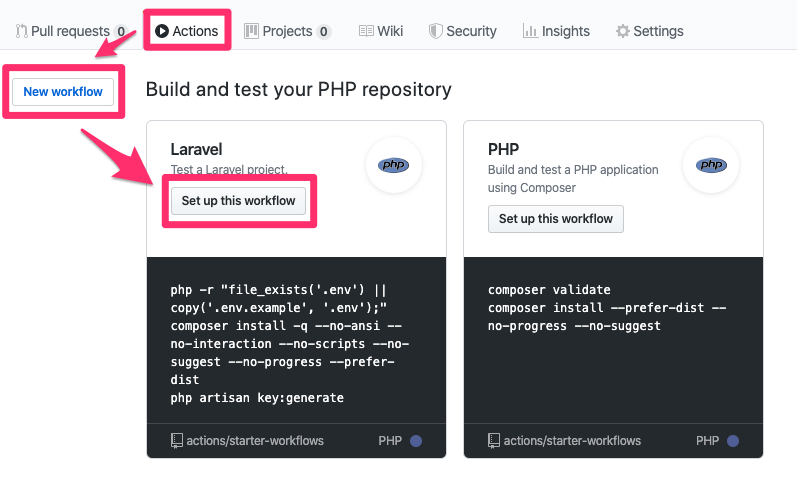 Pull requests 0 Actions Projects 0 Wiki Security Insights Settings
New workflow
Build and test your PHP repository
Laravel
Test a Laravel project.
Set up this workflow
php
php -r "file_exists('.env') ||
copy('.env.example', '.env');"
composer install -q --no-ansi --
no-interaction --no-scripts --no-
suggest --no-progress --prefer-
dist
php artisan key:generate
actions/starter-workflows PHP
PHP
Build and test a PHP application
using Composer
Set up this workflow
php
composer validate
composer install --prefer-dist --
no-progress --no-suggest
actions/starter-workflows PHP